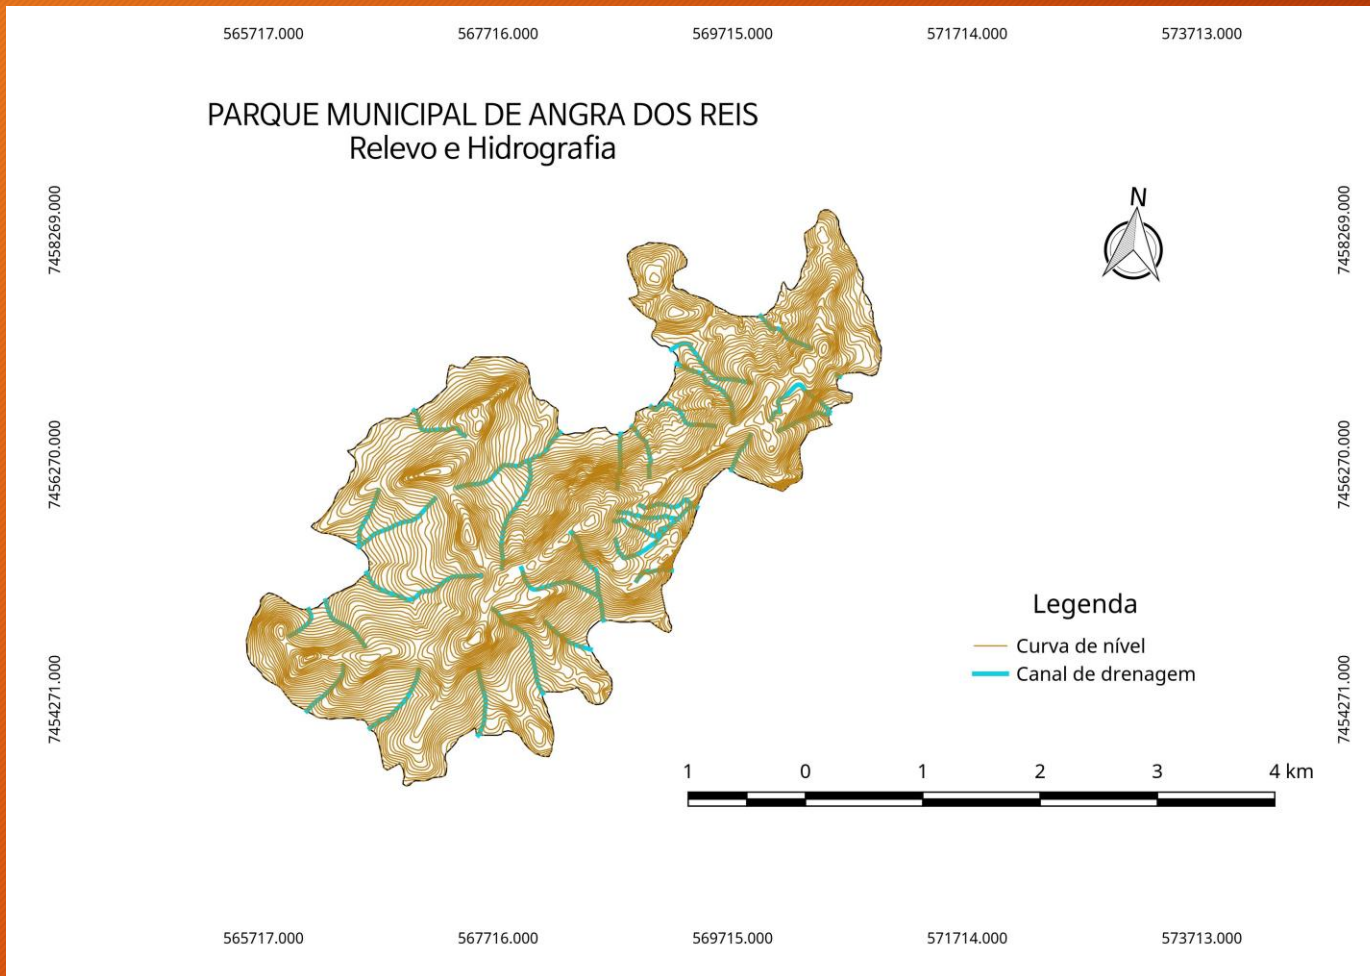 565717.000 567716.000 569715.000 571714.000 573713.000
PARQUE MUNICIPAL DE ANGRA DOS REIS
Relevo e Hidrografia
N
7458269.000 7458269.000
7456270.000 7456270.000
7454271.000 7454271.000
Legenda
Curva de nível
Canal de drenagem
1 0 1 2 3 4 km
565717.000 567716.000 569715.000 571714.000 573713.000